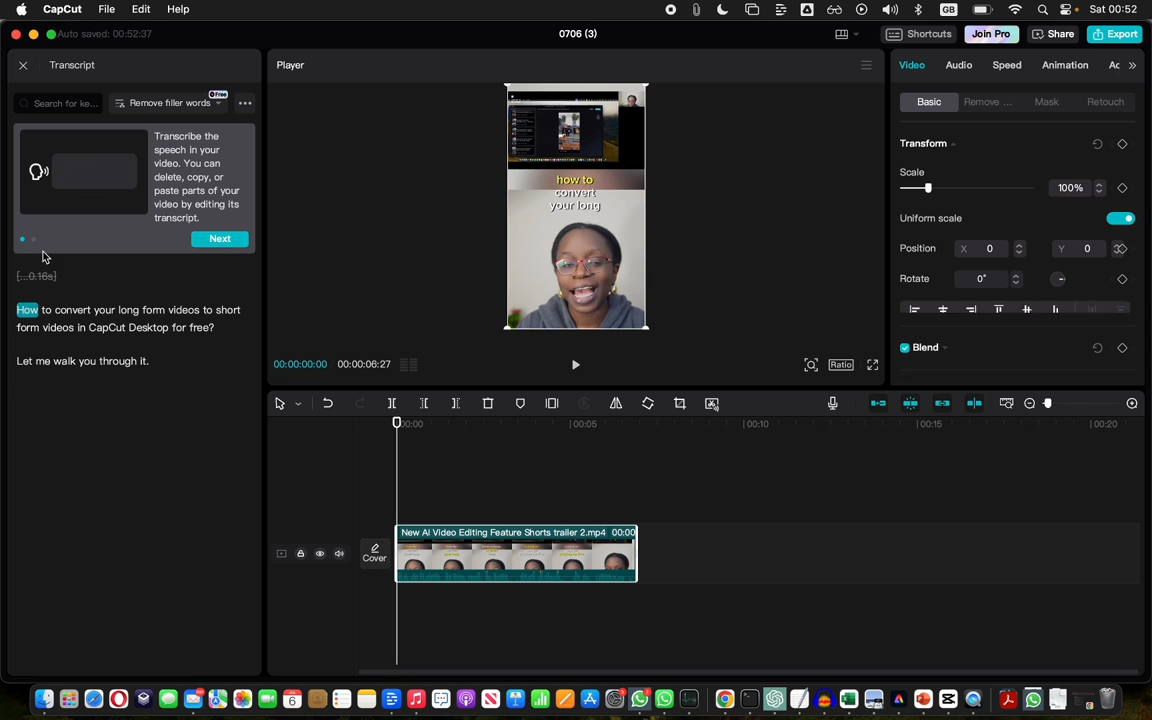 CapCut File Edit Help GB Sat 00:52
Auto saved: 00:52:37 0706 (3) Shortcuts Join Pro Share Export
Transcript
Player
Video Audio Speed Animation
Search for ke... Remove filler words Free
Basic Remove ... Mask Retouch
Transcribe the
speech in your
video. You can
delete, copy, or
paste parts of your
video by editing its
transcript.
Next
[...0.16s]
How to convert your long form videos to short
form videos in CapCut Desktop for free?
Let me walk you through it.
how to
convert
your long
00:00:00:00 00:00:06:27 Ratio
Transform
Scale
100%
Uniform scale
Position X 0 Y 0
Rotate 0°
Blend
00:00 00:05 00:10 00:15 00:20
Cover
New AI Video Editing Feature Shorts trailer 2.mp4 00:00